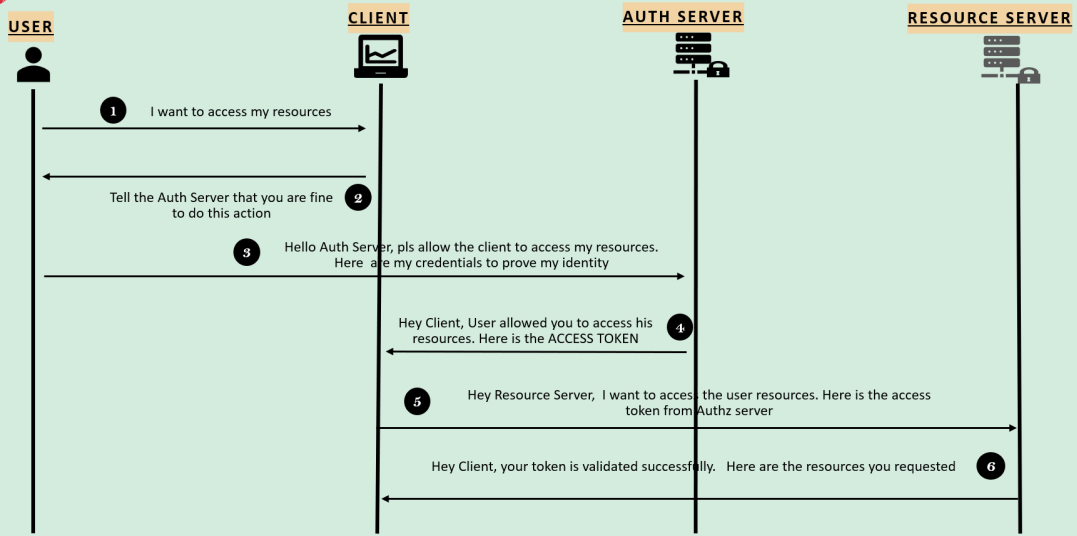 USER
CLIENT
AUTH SERVER
RESOURCE SERVER
1
I want to access my resources
Tell the Auth Server that you are fine
to do this action
2
3
Hello Auth Server, pls allow the client to access my resources.
Here are my credentials to prove my identity
Hey Client, User allowed you to access his
resources. Here is the ACCESS TOKEN
4
5
Hey Resource Server, I want to access the user resources. Here is the access
token from Authz server
Hey Client, your token is validated successfully. Here are the resources you requested
6